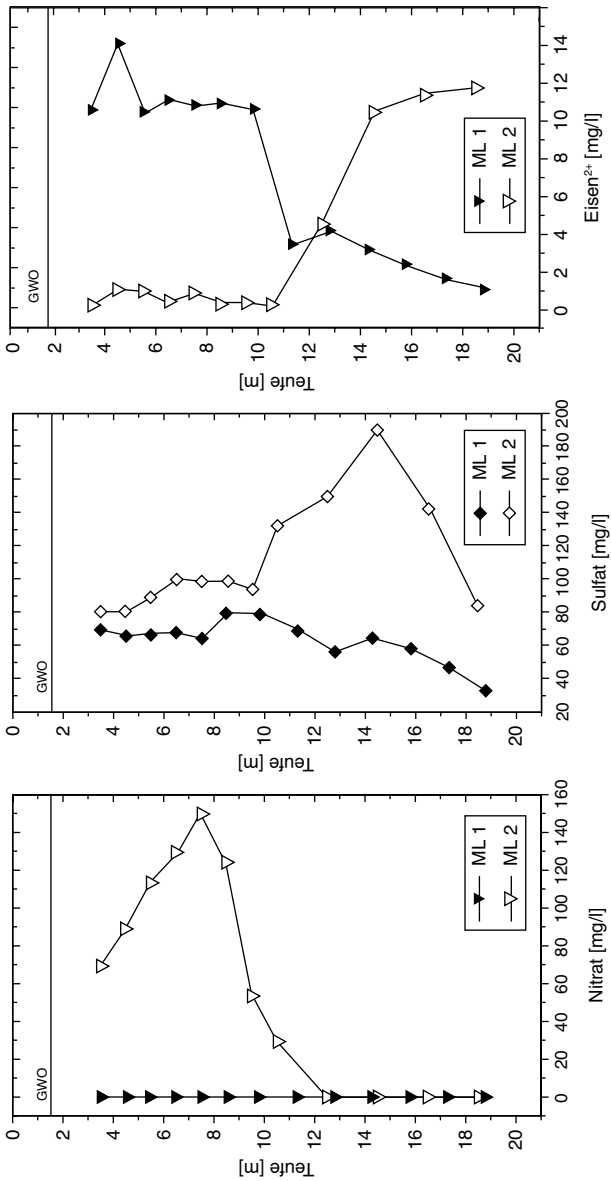 Teufe [m]
0
2
4
6
8
10
12
14
16
18
20
GWO
ML 1
ML 2
0 20 40 60 80 100 120 140 160
Nitrat [mg/l]
Teufe [m]
0
2
4
6
8
10
12
14
16
18
20
GWO
ML 1
ML 2
20 40 60 80 100 120 140 160 180 200
Sulfat [mg/l]
Teufe [m]
0
2
4
6
8
10
12
14
16
18
20
GWO
ML 1
ML 2
0 2 4 6 8 10 12 14 16
Eisen²⁺ [mg/l]